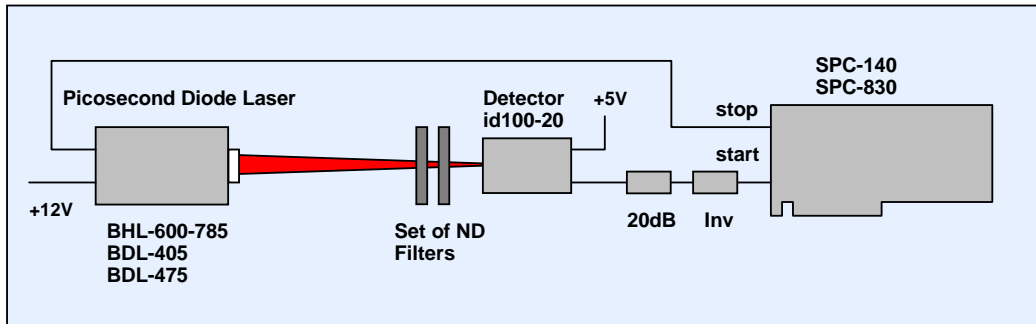 SPC-140
SPC-830
Picosecond Diode Laser
Detector
id100-20
+5V
stop
start
+12V
20dB
Inv
BHL-600-785
BDL-405
BDL-475
Set of ND
Filters